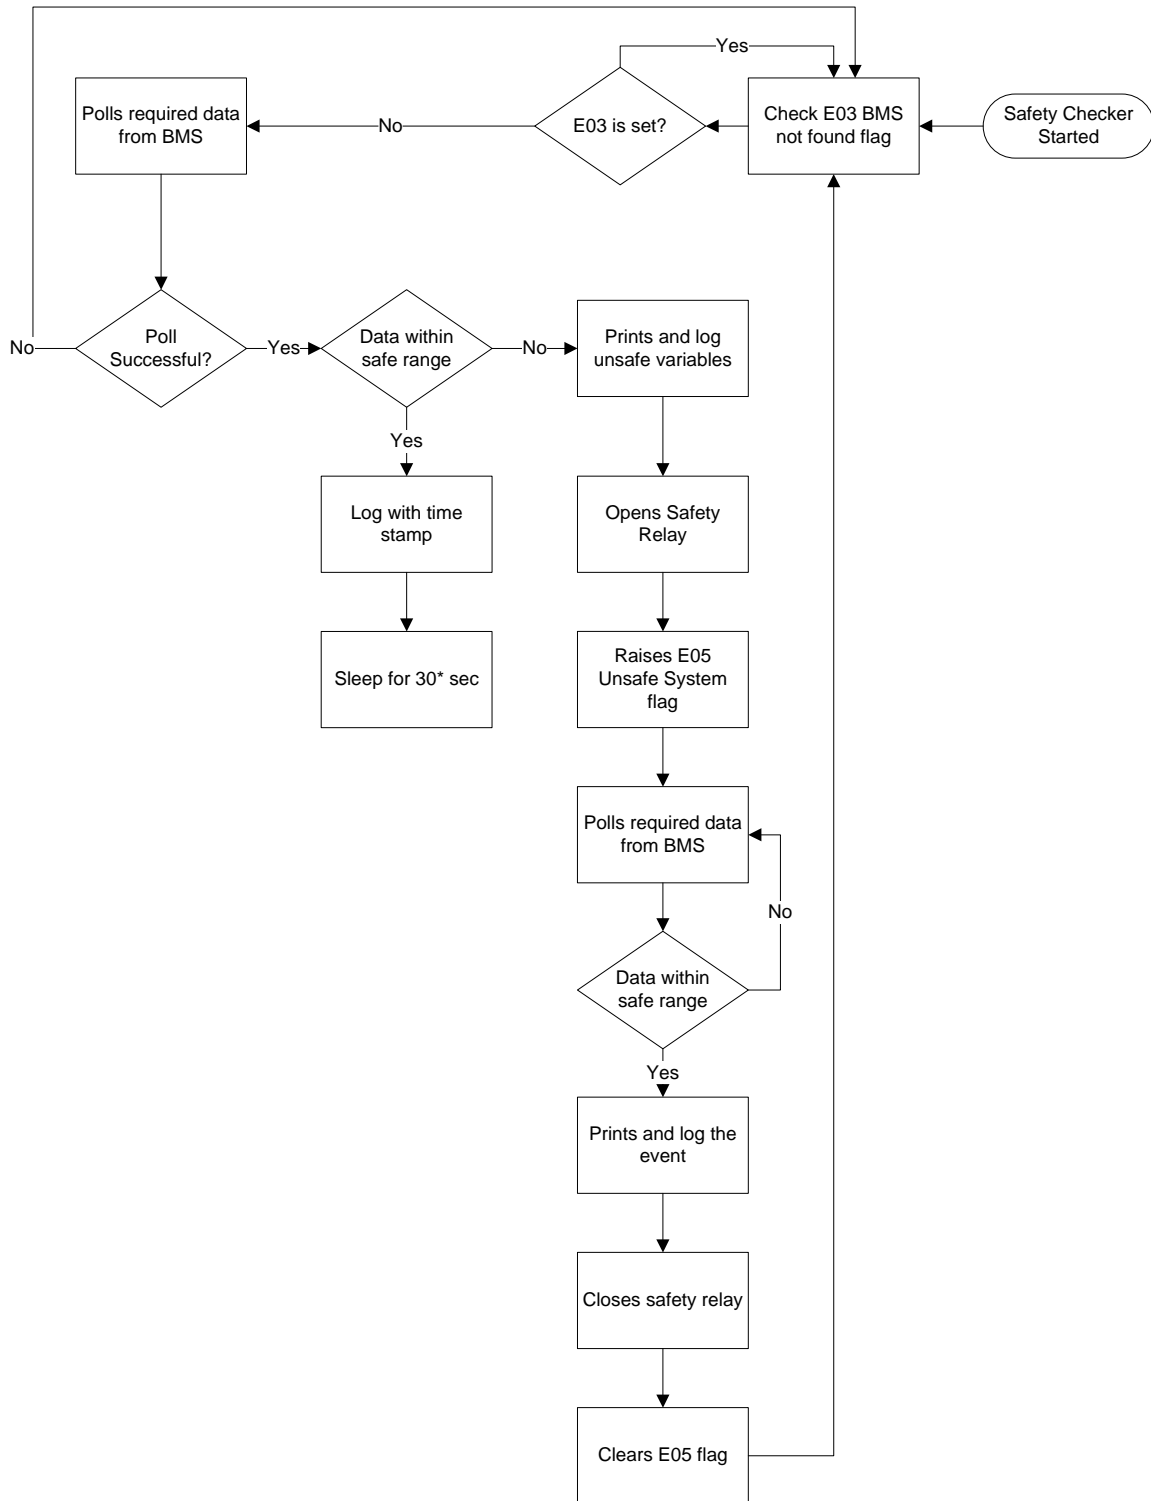 Yes
Polls required data
from BMS
No
E03 is set?
Check E03 BMS
not found flag
Safety Checker
Started
No
Poll
Successful?
Yes
Data within
safe range
No
Prints and log
unsafe variables
Yes
Log with time
stamp
Opens Safety
Relay
Sleep for 30* sec
Raises E05
Unsafe System
flag
Polls required data
from BMS
No
Data within
safe range
Yes
Prints and log the
event
Closes safety relay
Clears E05 flag